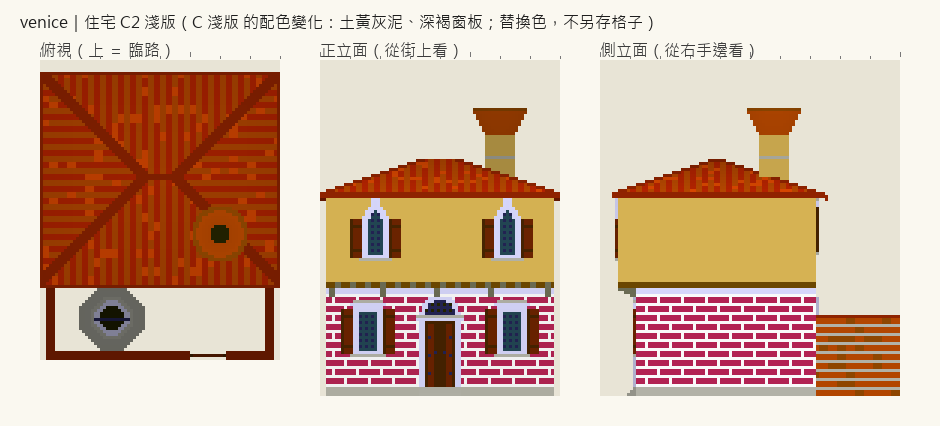 venice | 住宅 C2 淺版（C 淺版 的配色變化：土黃灰泥、深褐窗板；替換色，不另存格子）
俯視（上 = 臨路）
正立面（從街上看）
側立面（從右手邊看）